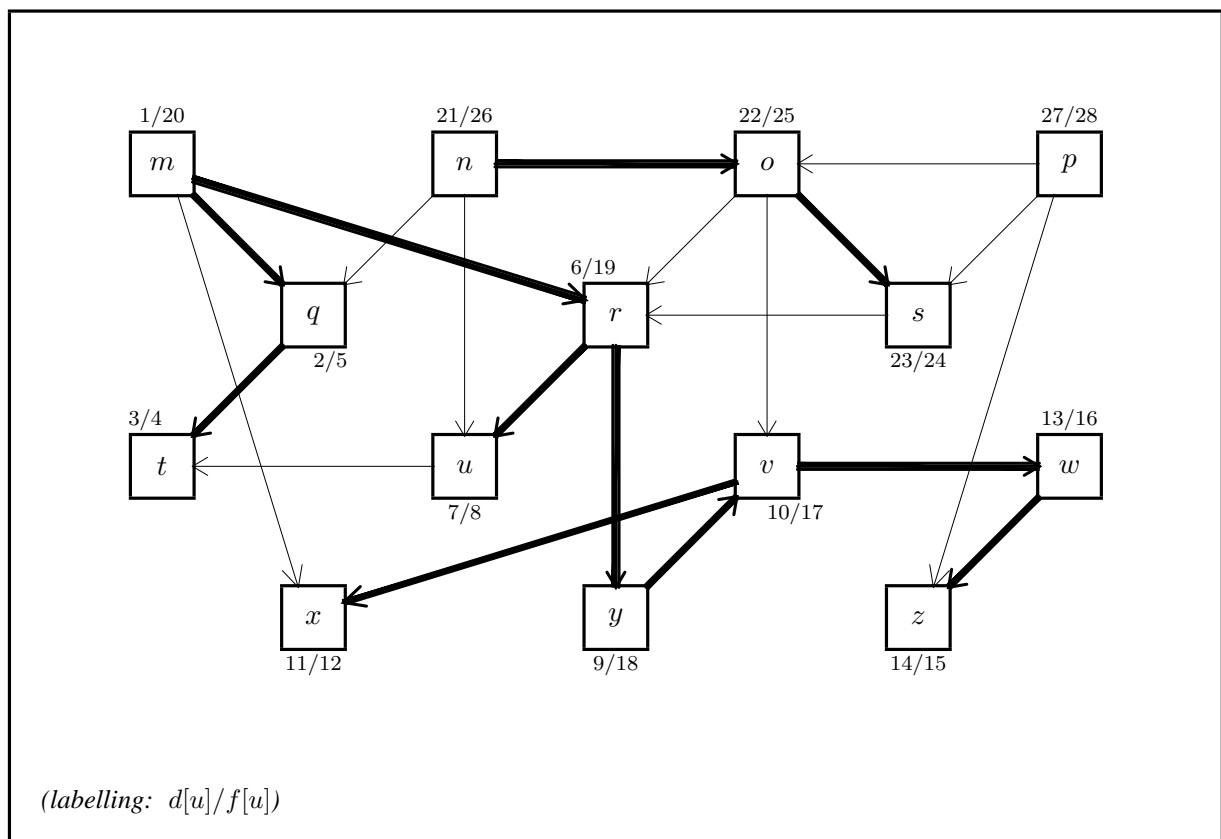 1/20 21/26 22/25 27/28
m n o p
6/19
q r s
2/5 23/24
3/4 13/16
t u v w
7/8 10/17
x y z
11/12 9/18 14/15
(labelling: d[u]/f[u])